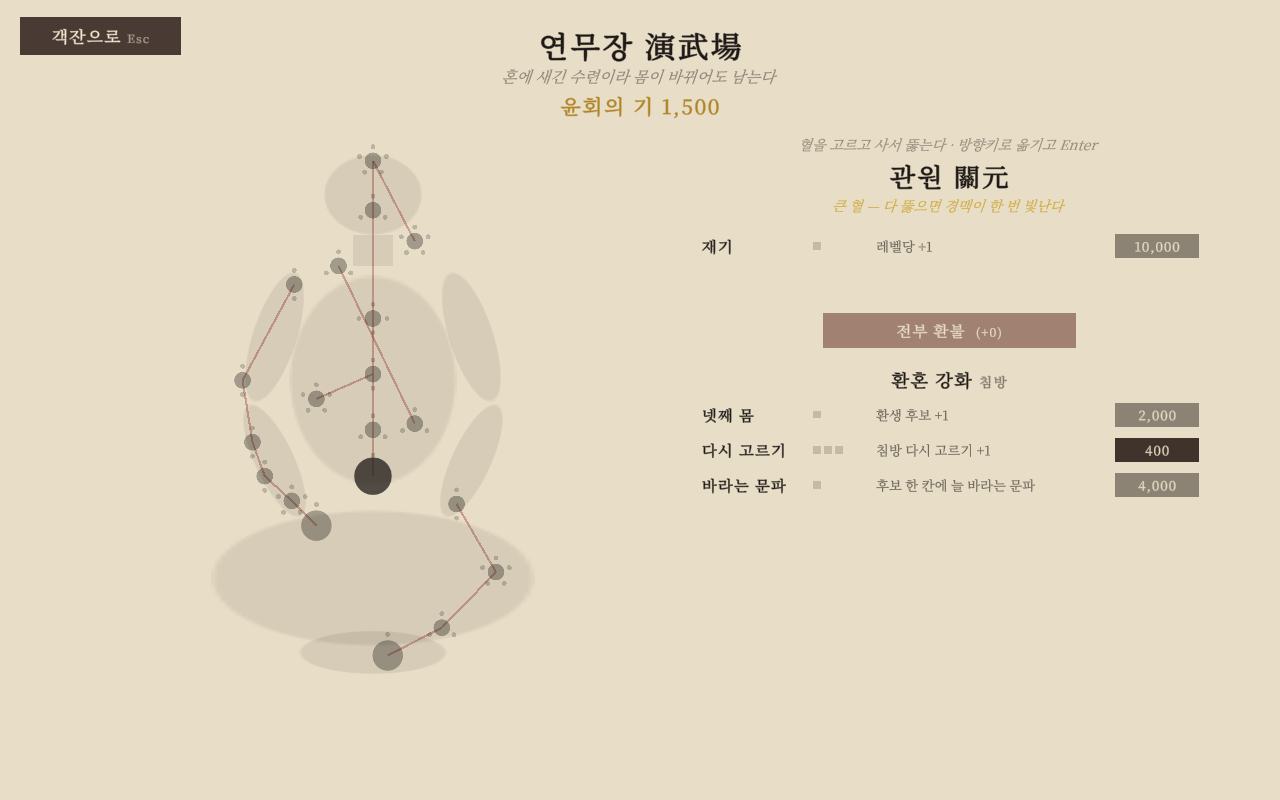 객잔으로 Esc
연무장 演武場
혼에 새긴 수련이라 몸이 바뀌어도 남는다
윤회의 기 1,500
혈을 고르고 사서 뚫는다 · 방향키로 옮기고 Enter
관원 關元
큰 혈 — 다 뚫으면 경맥이 한 번 빛난다
재기 레벨당 +1 10,000
전부 환불 (+0)
환혼 강화 침방
넷째 몸 환생 후보 +1 2,000
다시 고르기 침방 다시 고르기 +1 400
바라는 문파 후보 한 칸에 늘 바라는 문파 4,000